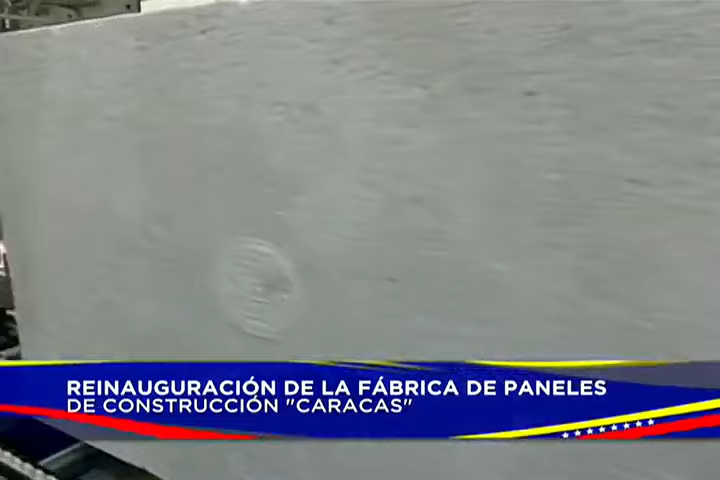 REINAUGURACIÓN DE LA FÁBRICA DE PANELES
DE CONSTRUCCIÓN "CARACAS"